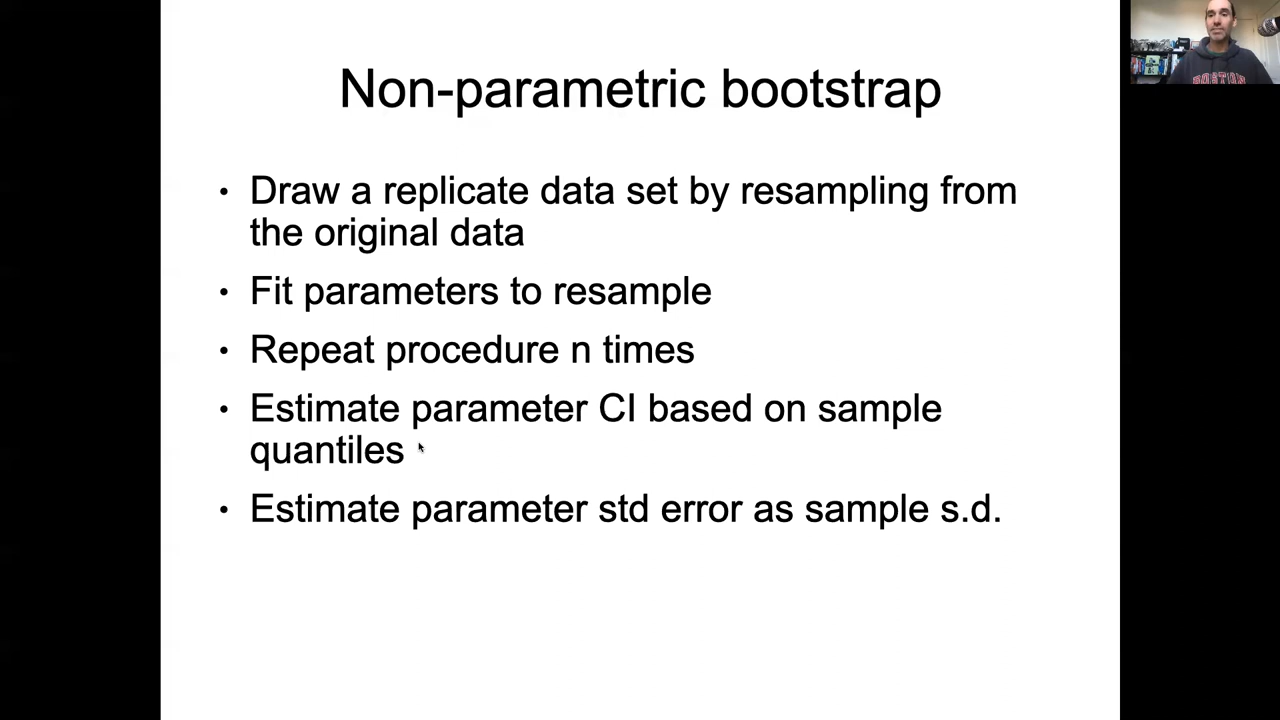 Non-parametric bootstrap
• Draw a replicate data set by resampling from
the original data
• Fit parameters to resample
• Repeat procedure n times
• Estimate parameter CI based on sample
quantiles
• Estimate parameter std error as sample s.d.
BOSTON